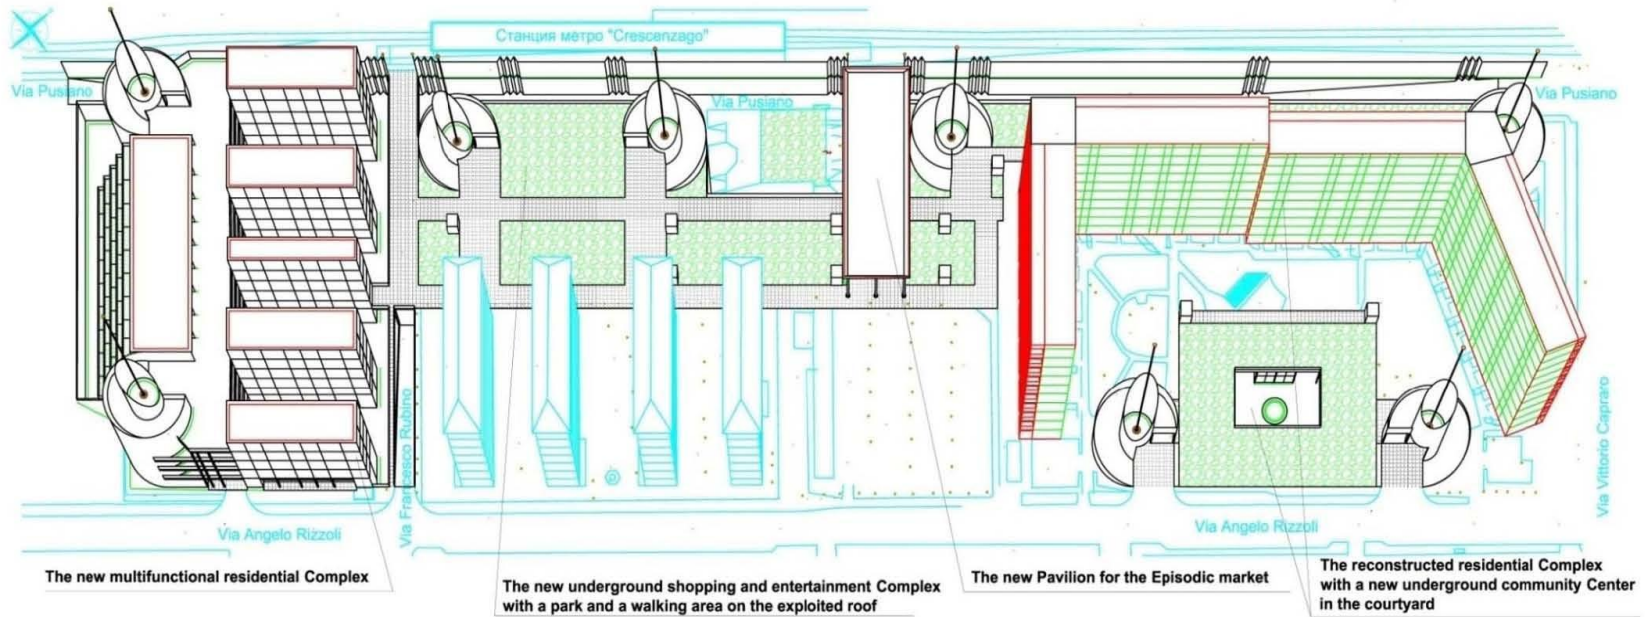 Станция метро "Crescenzago"
Via Pusiano
Via Pusiano
Via Pusiano
Via Francesco Rubino
Via Vittorio Capraro
Via Angelo Rizzoli
Via Angelo Rizzoli
The new multifunctional residential Complex
The new underground shopping and entertainment Complex
with a park and a walking area on the exploited roof
The new Pavilion for the Episodic market
The reconstructed residential Complex
with a new underground community Center
in the courtyard